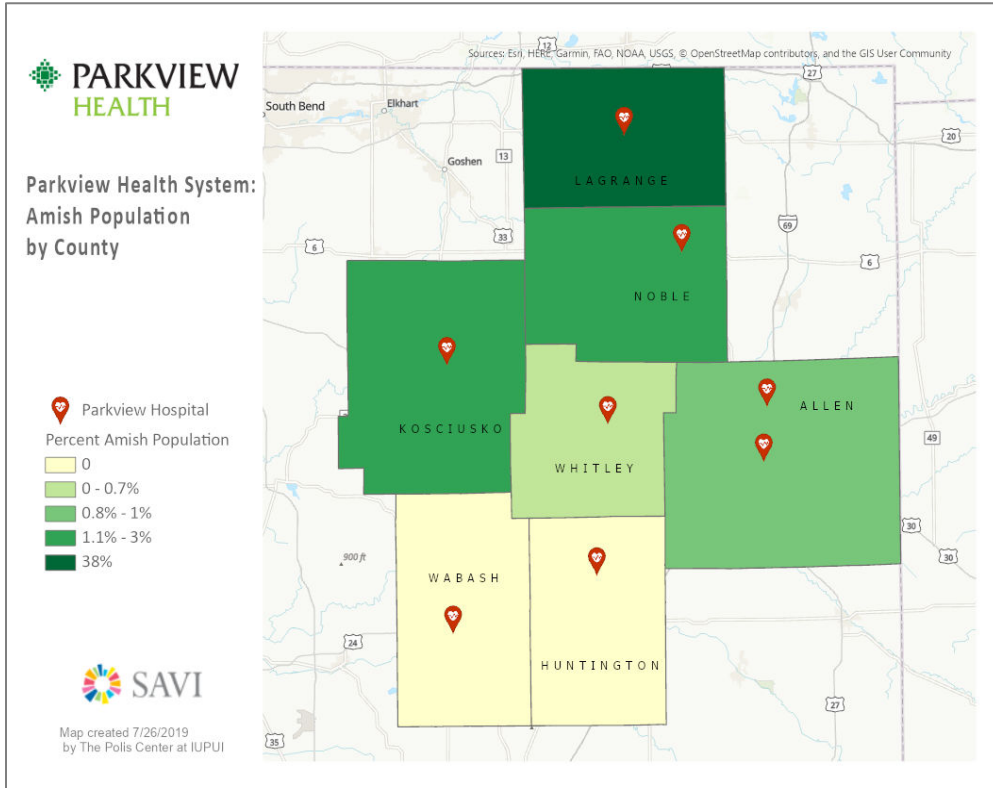 PARKVIEW
HEALTH
Parkview Health System:
Amish Population
by County
Parkview Hospital
Percent Amish Population
0
0 - 0.7%
0.8% - 1%
1.1% - 3%
38%
SAVI
Map created 7/26/2019
by The Polis Center at IUPUI
Sources: Esri, HERE, Garmin, FAO, NOAA, USGS, © OpenStreetMap contributors, and the GIS User Community
12
27
South Bend
Elkhart
20
13
Goshen
LAGRANGE
33
69
6
6
NOBLE
ALLEN
KOSCIUSKO
49
WHITLEY
30
30
900 ft
WABASH
24
HUNTINGTON
27
35